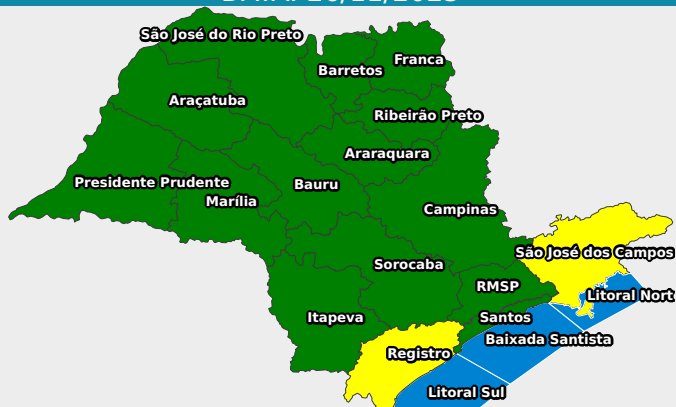 São José do Rio Preto
Franca
Barretos
Araçatuba
Ribeirão Preto
Araraquara
Presidente Prudente
Bauru
Marília
Campinas
São José dos Campos
Sorocaba
RMSP
Litoral Norte
Itapeva
Santos
Baixada Santista
Registro
Litoral Sul